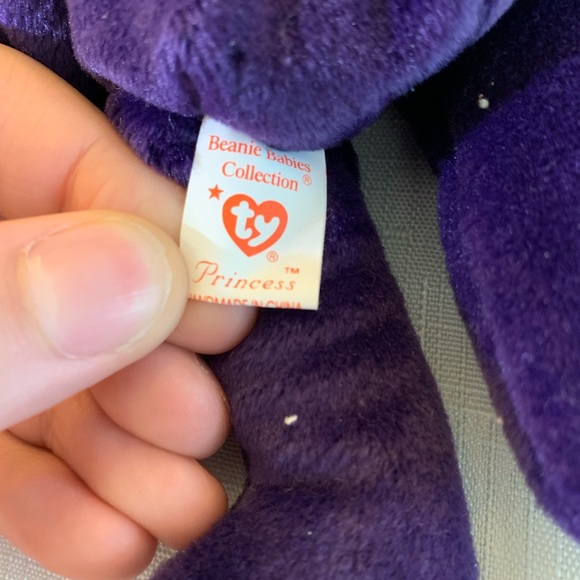 Beanie Babies
Collection®
★ ty®
Princess™
HANDMADE IN CHINA